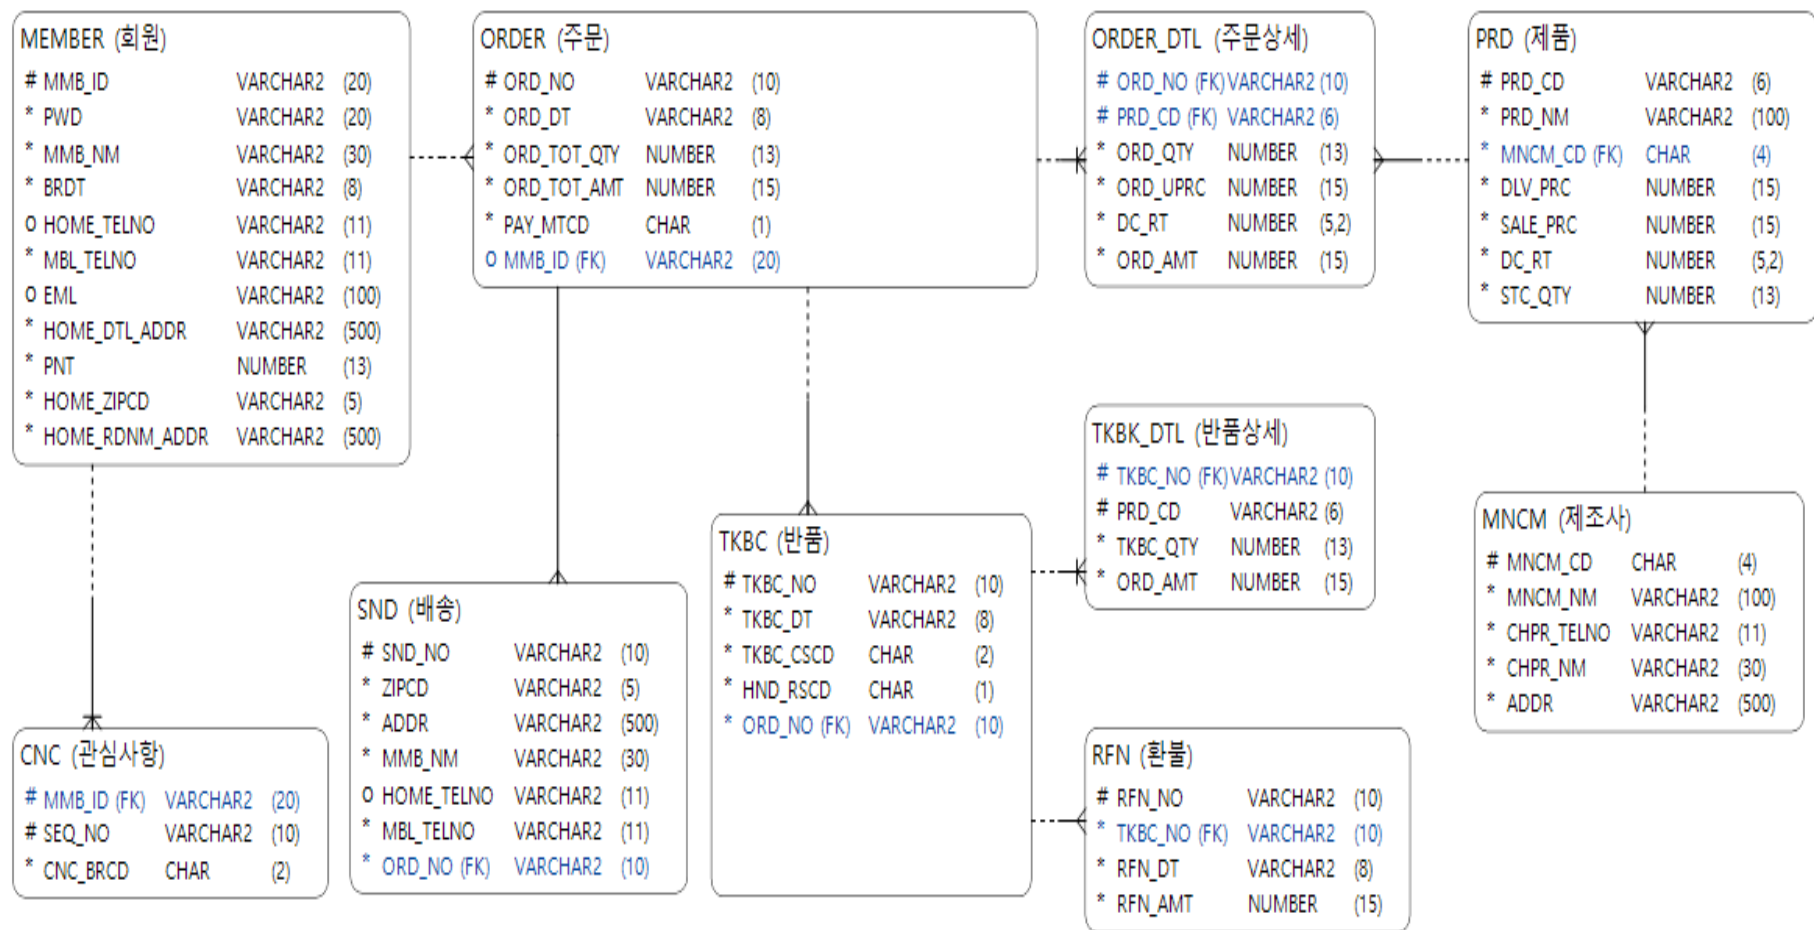 MEMBER (회원)
# MMB_ID VARCHAR2 (20)
* PWD VARCHAR2 (20)
* MMB_NM VARCHAR2 (30)
* BRDT VARCHAR2 (8)
o HOME_TELNO VARCHAR2 (11)
* MBL_TELNO VARCHAR2 (11)
o EML VARCHAR2 (100)
* HOME_DTL_ADDR VARCHAR2 (500)
* PNT NUMBER (13)
* HOME_ZIPCD VARCHAR2 (5)
* HOME_RDNM_ADDR VARCHAR2 (500)
ORDER (주문)
# ORD_NO VARCHAR2 (10)
* ORD_DT VARCHAR2 (8)
* ORD_TOT_QTY NUMBER (13)
* ORD_TOT_AMT NUMBER (15)
* PAY_MTCD CHAR (1)
o MMB_ID (FK) VARCHAR2 (20)
ORDER_DTL (주문상세)
# ORD_NO (FK) VARCHAR2 (10)
# PRD_CD (FK) VARCHAR2 (6)
* ORD_QTY NUMBER (13)
* ORD_UPRC NUMBER (15)
* DC_RT NUMBER (5,2)
* ORD_AMT NUMBER (15)
PRD (제품)
# PRD_CD VARCHAR2 (6)
* PRD_NM VARCHAR2 (100)
* MNCM_CD (FK) CHAR (4)
* DLV_PRC NUMBER (15)
* SALE_PRC NUMBER (15)
* DC_RT NUMBER (5,2)
* STC_QTY NUMBER (13)
CNC (관심사항)
# MMB_ID (FK) VARCHAR2 (20)
# SEQ_NO VARCHAR2 (10)
* CNC_BRCD CHAR (2)
SND (배송)
# SND_NO VARCHAR2 (10)
* ZIPCD VARCHAR2 (5)
* ADDR VARCHAR2 (500)
* MMB_NM VARCHAR2 (30)
o HOME_TELNO VARCHAR2 (11)
* MBL_TELNO VARCHAR2 (11)
* ORD_NO (FK) VARCHAR2 (10)
TKBC (반품)
# TKBC_NO VARCHAR2 (10)
* TKBC_DT VARCHAR2 (8)
* TKBC_CSCD CHAR (2)
* HND_RSCD CHAR (1)
* ORD_NO (FK) VARCHAR2 (10)
TKBK_DTL (반품상세)
# TKBC_NO (FK) VARCHAR2 (10)
# PRD_CD VARCHAR2 (6)
* TKBC_QTY NUMBER (13)
* ORD_AMT NUMBER (15)
RFN (환불)
# RFN_NO VARCHAR2 (10)
* TKBC_NO (FK) VARCHAR2 (10)
* RFN_DT VARCHAR2 (8)
* RFN_AMT NUMBER (15)
MNCM (제조사)
# MNCM_CD CHAR (4)
* MNCM_NM VARCHAR2 (100)
* CHPR_TELNO VARCHAR2 (11)
* CHPR_NM VARCHAR2 (30)
* ADDR VARCHAR2 (500)